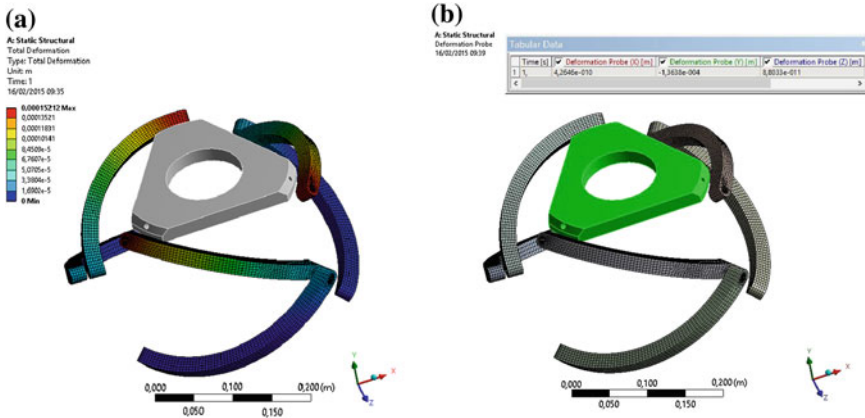 (a)
A: Static Structural
Total Deformation
Type: Total Deformation
Unit: m
Time: 1
16/02/2015 09:35
0,00015212 Max
0,00013521
0,00011831
0,00010141
8,4509e-5
6,7607e-5
5,0705e-5
3,3804e-5
1,6902e-5
0 Min
0,000 0,100 0,200 (m)
0,050 0,150
Y
X
Z
(b)
A: Static Structural
Deformation Probe
16/02/2015 09:39
Tabular Data
Time [s] Deformation Probe (X) [m] Deformation Probe (Y) [m] Deformation Probe (Z) [m]
1 1, 4,2646e-010 -1,3638e-004 8,8033e-011
0,000 0,100 0,200 (m)
0,050 0,150
Y
X
Z